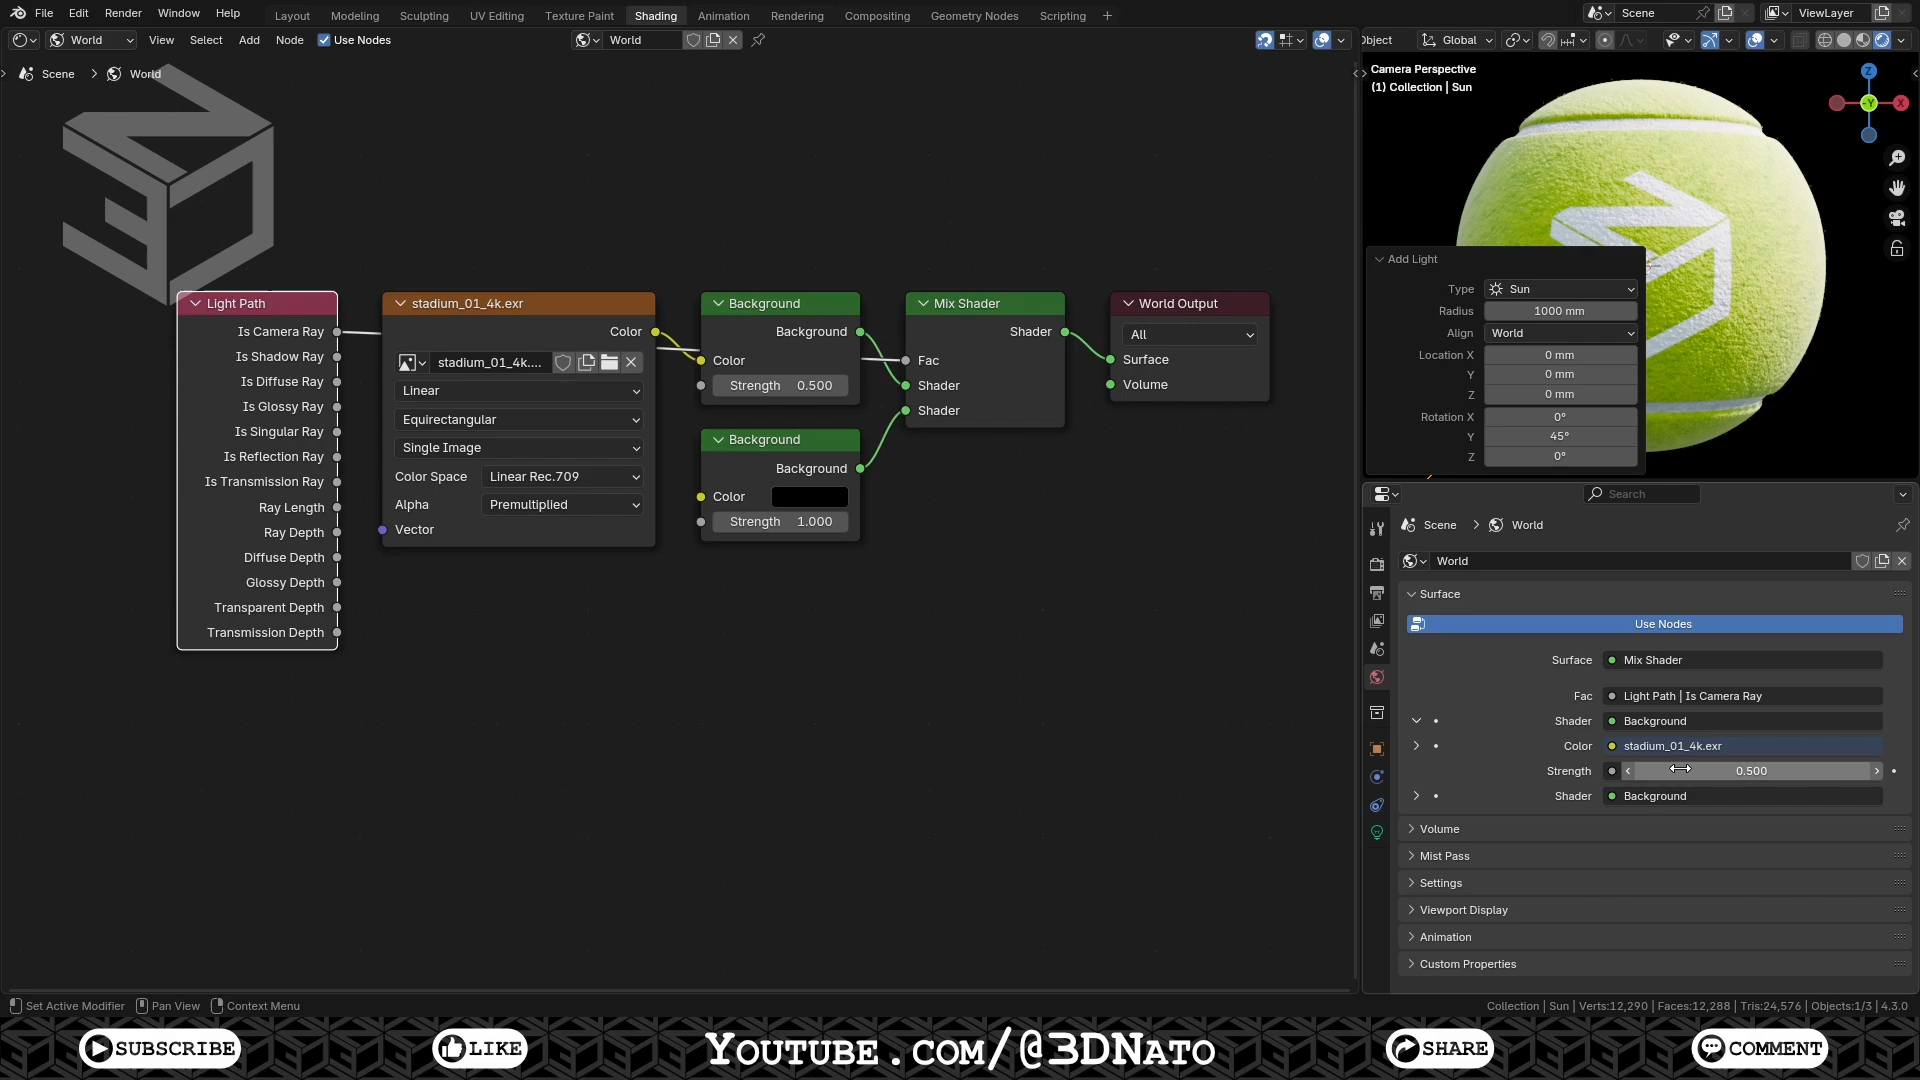 File Edit Render Window Help
Layout Modeling Sculpting UV Editing Texture Paint Shading Animation Rendering Compositing Geometry Nodes Scripting +
Scene ViewLayer
World View Select Add Node Use Nodes World
Object Global
Scene > World
Camera Perspective
(1) Collection | Sun
Z
-Y
X
Light Path
Is Camera Ray
Is Shadow Ray
Is Diffuse Ray
Is Glossy Ray
Is Singular Ray
Is Reflection Ray
Is Transmission Ray
Ray Length
Ray Depth
Diffuse Depth
Glossy Depth
Transparent Depth
Transmission Depth
stadium_01_4k.exr
Color
stadium_01_4k....
Linear
Equirectangular
Single Image
Color Space Linear Rec.709
Alpha Premultiplied
Vector
Background
Background
Color
Strength 0.500
Background
Background
Color
Strength 1.000
Mix Shader
Shader
Fac
Shader
Shader
World Output
All
Surface
Volume
Add Light
Type Sun
Radius 1000 mm
Align World
Location X 0 mm
Y 0 mm
Z 0 mm
Rotation X 0°
Y 45°
Z 0°
Search
Scene > World
World
Surface
Use Nodes
Surface Mix Shader
Fac Light Path | Is Camera Ray
Shader Background
Color stadium_01_4k.exr
Strength 0.500
Shader Background
Volume
Mist Pass
Settings
Viewport Display
Animation
Custom Properties
Set Active Modifier Pan View Context Menu
Collection | Sun | Verts:12,290 | Faces:12,288 | Tris:24,576 | Objects:1/3 | 4.3.0
SUBSCRIBE LIKE YOUTUBE.COM/@3DNATO SHARE COMMENT